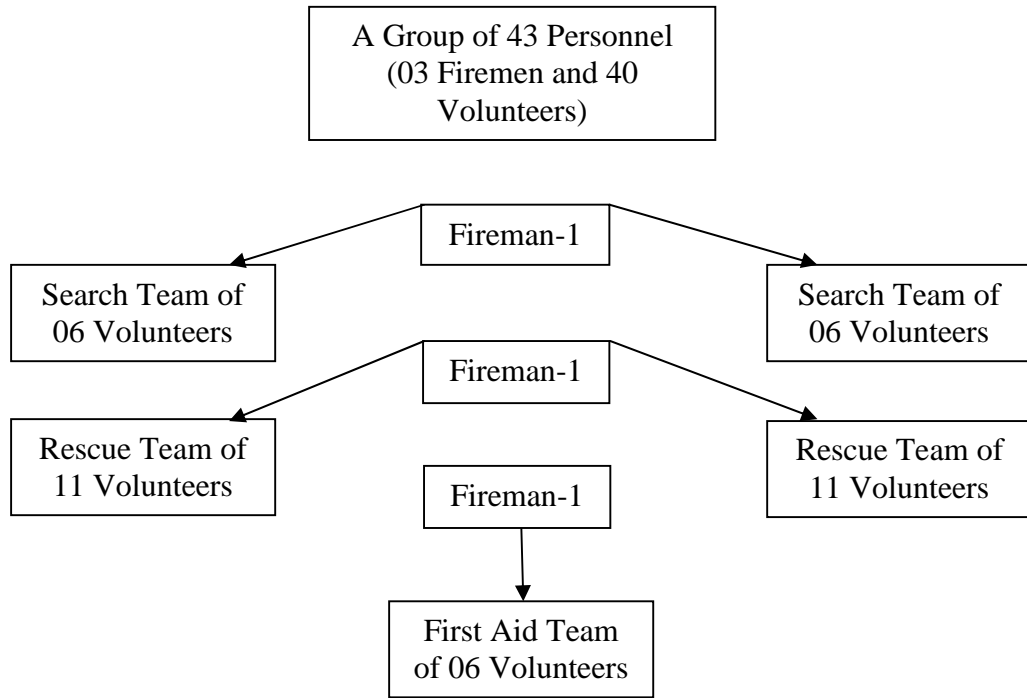 A Group of 43 Personnel
(03 Firemen and 40
Volunteers)
Fireman-1
Search Team of
06 Volunteers
Search Team of
06 Volunteers
Fireman-1
Rescue Team of
11 Volunteers
Rescue Team of
11 Volunteers
Fireman-1
First Aid Team
of 06 Volunteers